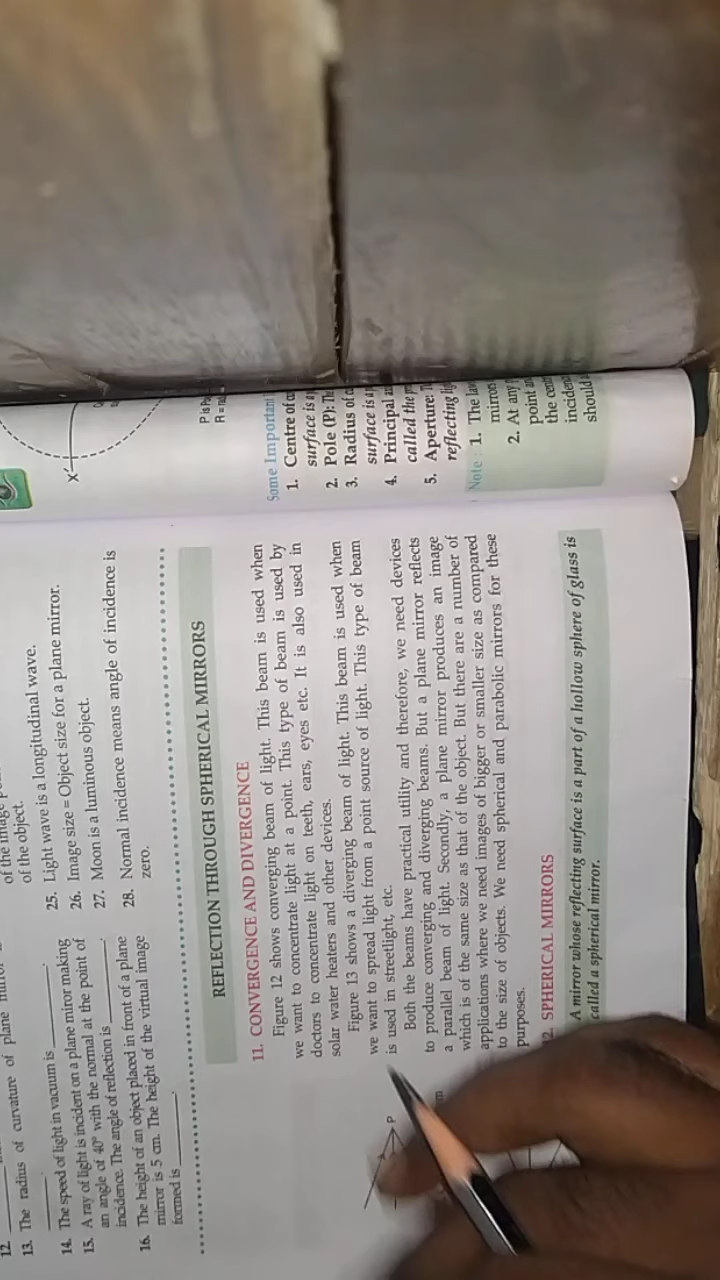 12.
13. The radius of curvature of plane mirror
14. The speed of light in vacuum is
15. A ray of light is incident on a plane mirror making
an angle of 40° with the normal at the point of
incidence. The angle of reflection is
16. The height of an object placed in front of a plane
mirror is 5 cm. The height of the virtual image
formed is
of the image
of the object.
25. Light wave is a longitudinal wave.
26. Image size = Object size for a plane mirror.
27. Moon is a luminous object.
28. Normal incidence means angle of incidence is
zero.
REFLECTION THROUGH SPHERICAL MIRRORS
11. CONVERGENCE AND DIVERGENCE
Figure 12 shows converging beam of light. This beam is used when
we want to concentrate light at a point. This type of beam is used by
doctors to concentrate light on teeth, ears, eyes etc. It is also used in
solar water heaters and other devices.
Figure 13 shows a diverging beam of light. This beam is used when
we want to spread light from a point source of light. This type of beam
is used in streetlight, etc.
Both the beams have practical utility and therefore, we need devices
to produce converging and diverging beams. But a plane mirror reflects
a parallel beam of light. Secondly, a plane mirror produces an image
which is of the same size as that of the object. But there are a number of
applications where we need images of bigger or smaller size as compared
to the size of objects. We need spherical and parabolic mirrors for these
purposes.
P
2. SPHERICAL MIRRORS
A mirror whose reflecting surface is a part of a hollow sphere of glass is
called a spherical mirror.
X'
P is
R =
Some Important
1. Centre of
surface is
2. Pole (P):
3. Radius of
surface is
4. Principal
called the
5. Aperture:
reflecting
Note : 1. The
2. At any
point
the
should